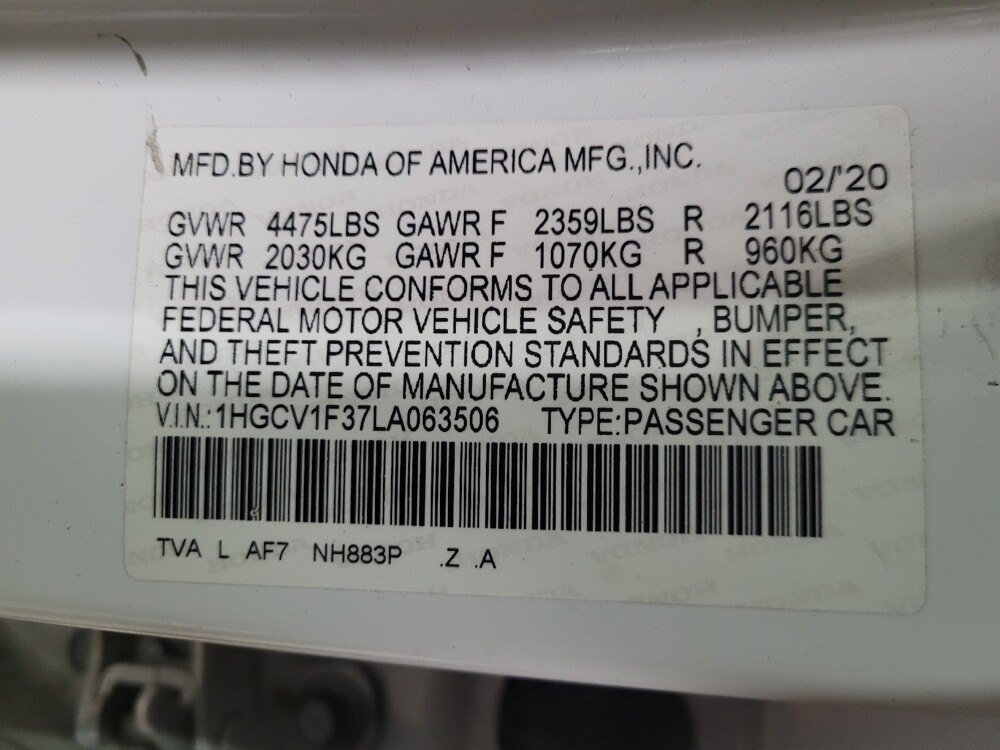 MFD.BY HONDA OF AMERICA MFG.,INC.
02/'20
GVWR 4475LBS GAWR F 2359LBS R 2116LBS
GVWR 2030KG GAWR F 1070KG R 960KG
THIS VEHICLE CONFORMS TO ALL APPLICABLE
FEDERAL MOTOR VEHICLE SAFETY , BUMPER,
AND THEFT PREVENTION STANDARDS IN EFFECT
ON THE DATE OF MANUFACTURE SHOWN ABOVE.
V.I.N.:1HGCV1F37LA063506 TYPE:PASSENGER CAR
TVA L AF7 NH883P .Z .A